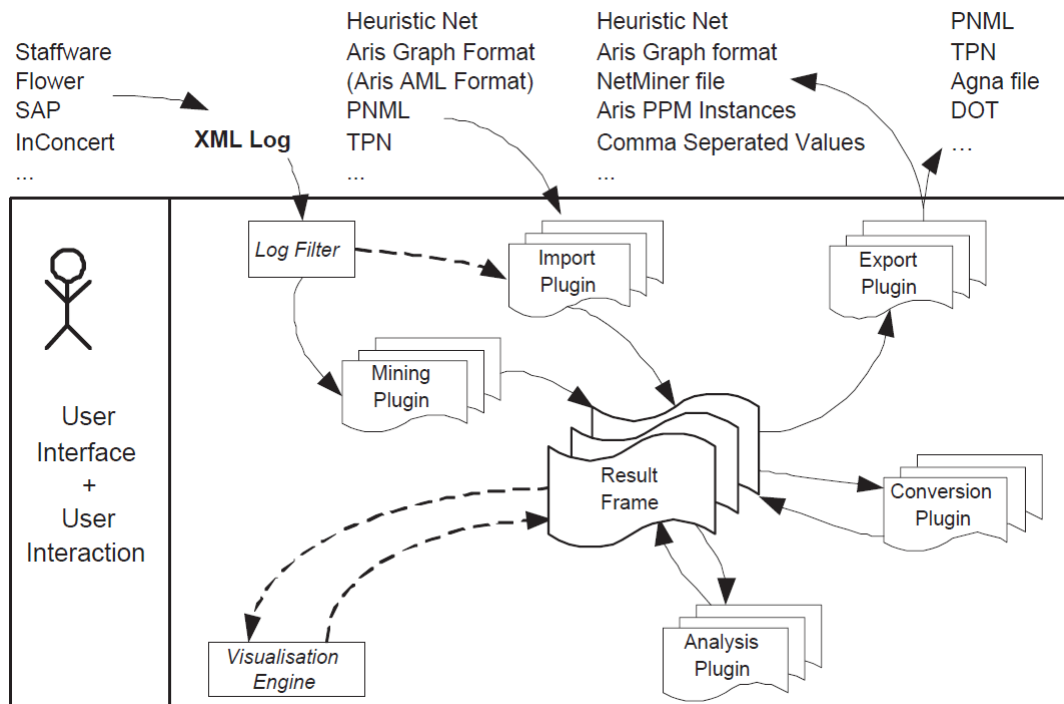 Staffware
Flower
SAP
InConcert
...
XML Log
Heuristic Net
Aris Graph Format
(Aris AML Format)
PNML
TPN
...
Heuristic Net
Aris Graph format
NetMiner file
Aris PPM Instances
Comma Seperated Values
...
PNML
TPN
Agna file
DOT
...
User
Interface
+
User
Interaction
Log Filter
Import
Plugin
Export
Plugin
Mining
Plugin
Result
Frame
Conversion
Plugin
Analysis
Plugin
Visualisation
Engine